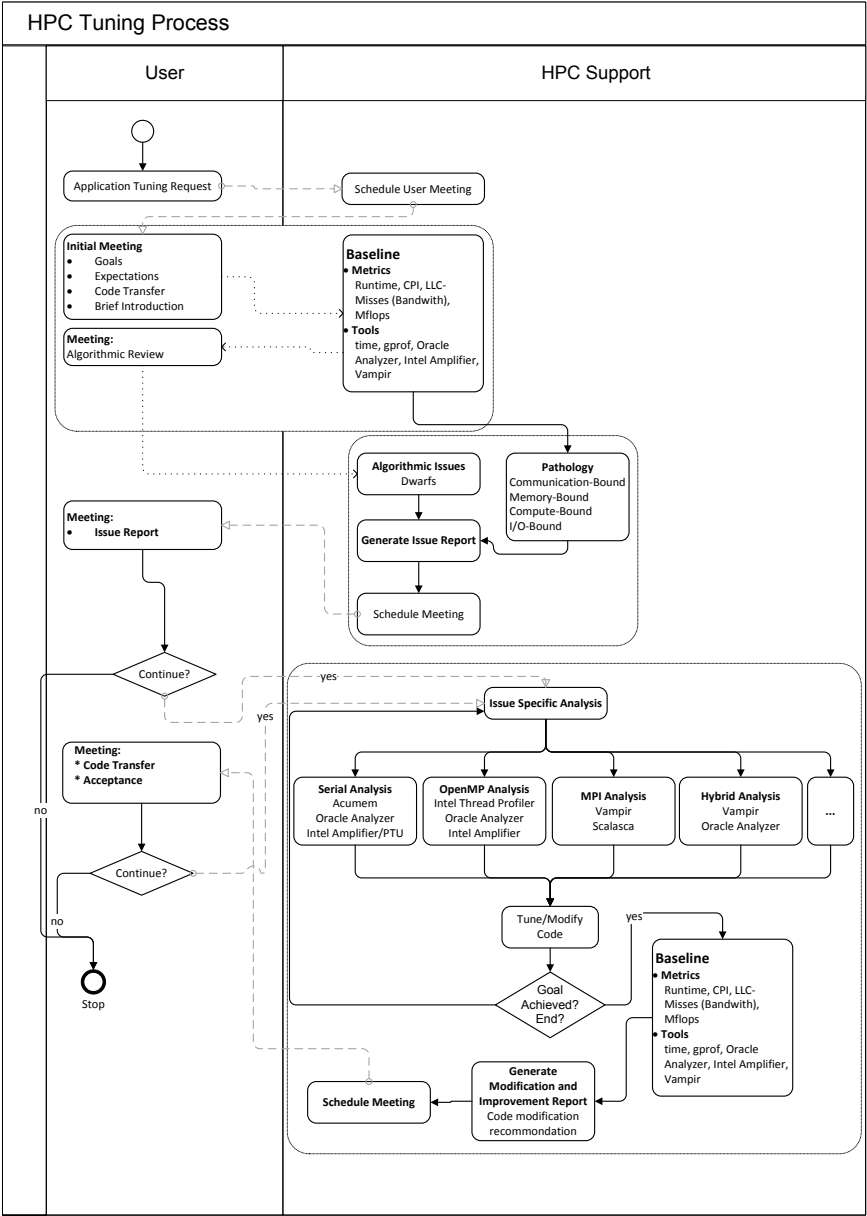 HPC Tuning Process
User
HPC Support
Application Tuning Request
Schedule User Meeting
Initial Meeting
• Goals
• Expectations
• Code Transfer
• Brief Introduction
Baseline
• Metrics
Runtime, CPI, LLC-
Misses (Bandwith),
Mflops
• Tools
time, gprof, Oracle
Analyzer, Intel Amplifier,
Vampir
Meeting:
Algorithmic Review
Algorithmic Issues
Dwarfs
Pathology
Communication-Bound
Memory-Bound
Compute-Bound
I/O-Bound
Meeting:
• Issue Report
Generate Issue Report
Schedule Meeting
Continue?
yes
Issue Specific Analysis
yes
Meeting:
* Code Transfer
* Acceptance
no
Serial Analysis
Acumem
Oracle Analyzer
Intel Amplifier/PTU
OpenMP Analysis
Intel Thread Profiler
Oracle Analyzer
Intel Amplifier
MPI Analysis
Vampir
Scalasca
Hybrid Analysis
Vampir
Oracle Analyzer
...
Continue?
no
Tune/Modify
Code
yes
Stop
Goal
Achieved?
End?
Baseline
• Metrics
Runtime, CPI, LLC-
Misses (Bandwith),
Mflops
• Tools
time, gprof, Oracle
Analyzer, Intel Amplifier,
Vampir
Generate
Modification and
Improvement Report
Code modification
recommondation
Schedule Meeting